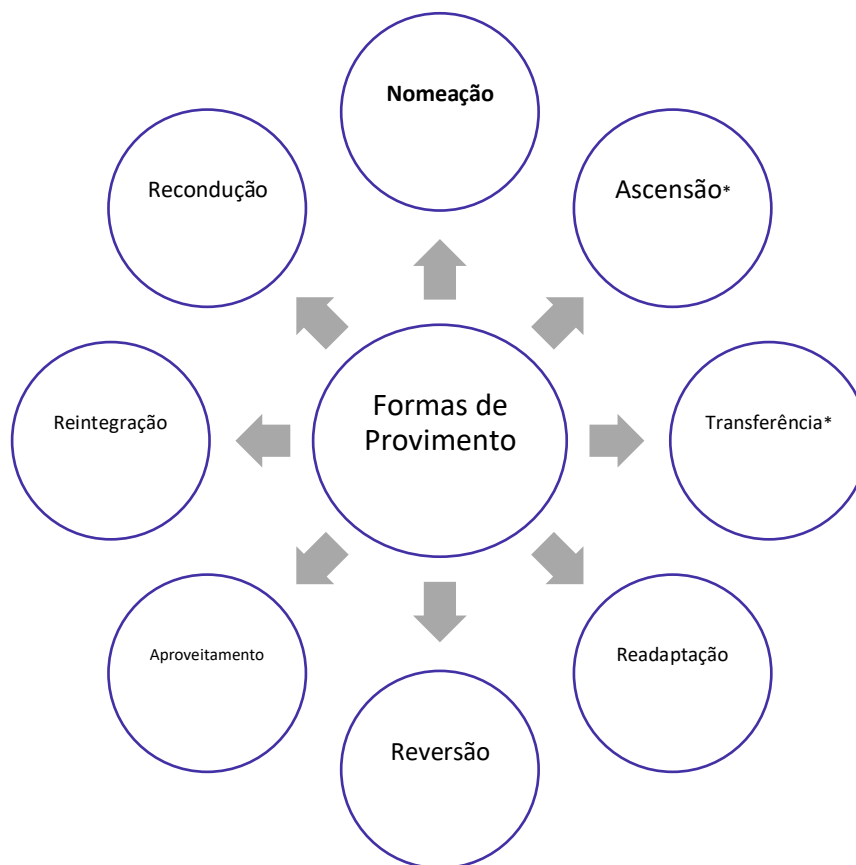 Nomeação
Ascensão*
Transferência*
Readaptação
Reversão
Aproveitamento
Reintegração
Recondução
Formas de
Provimento